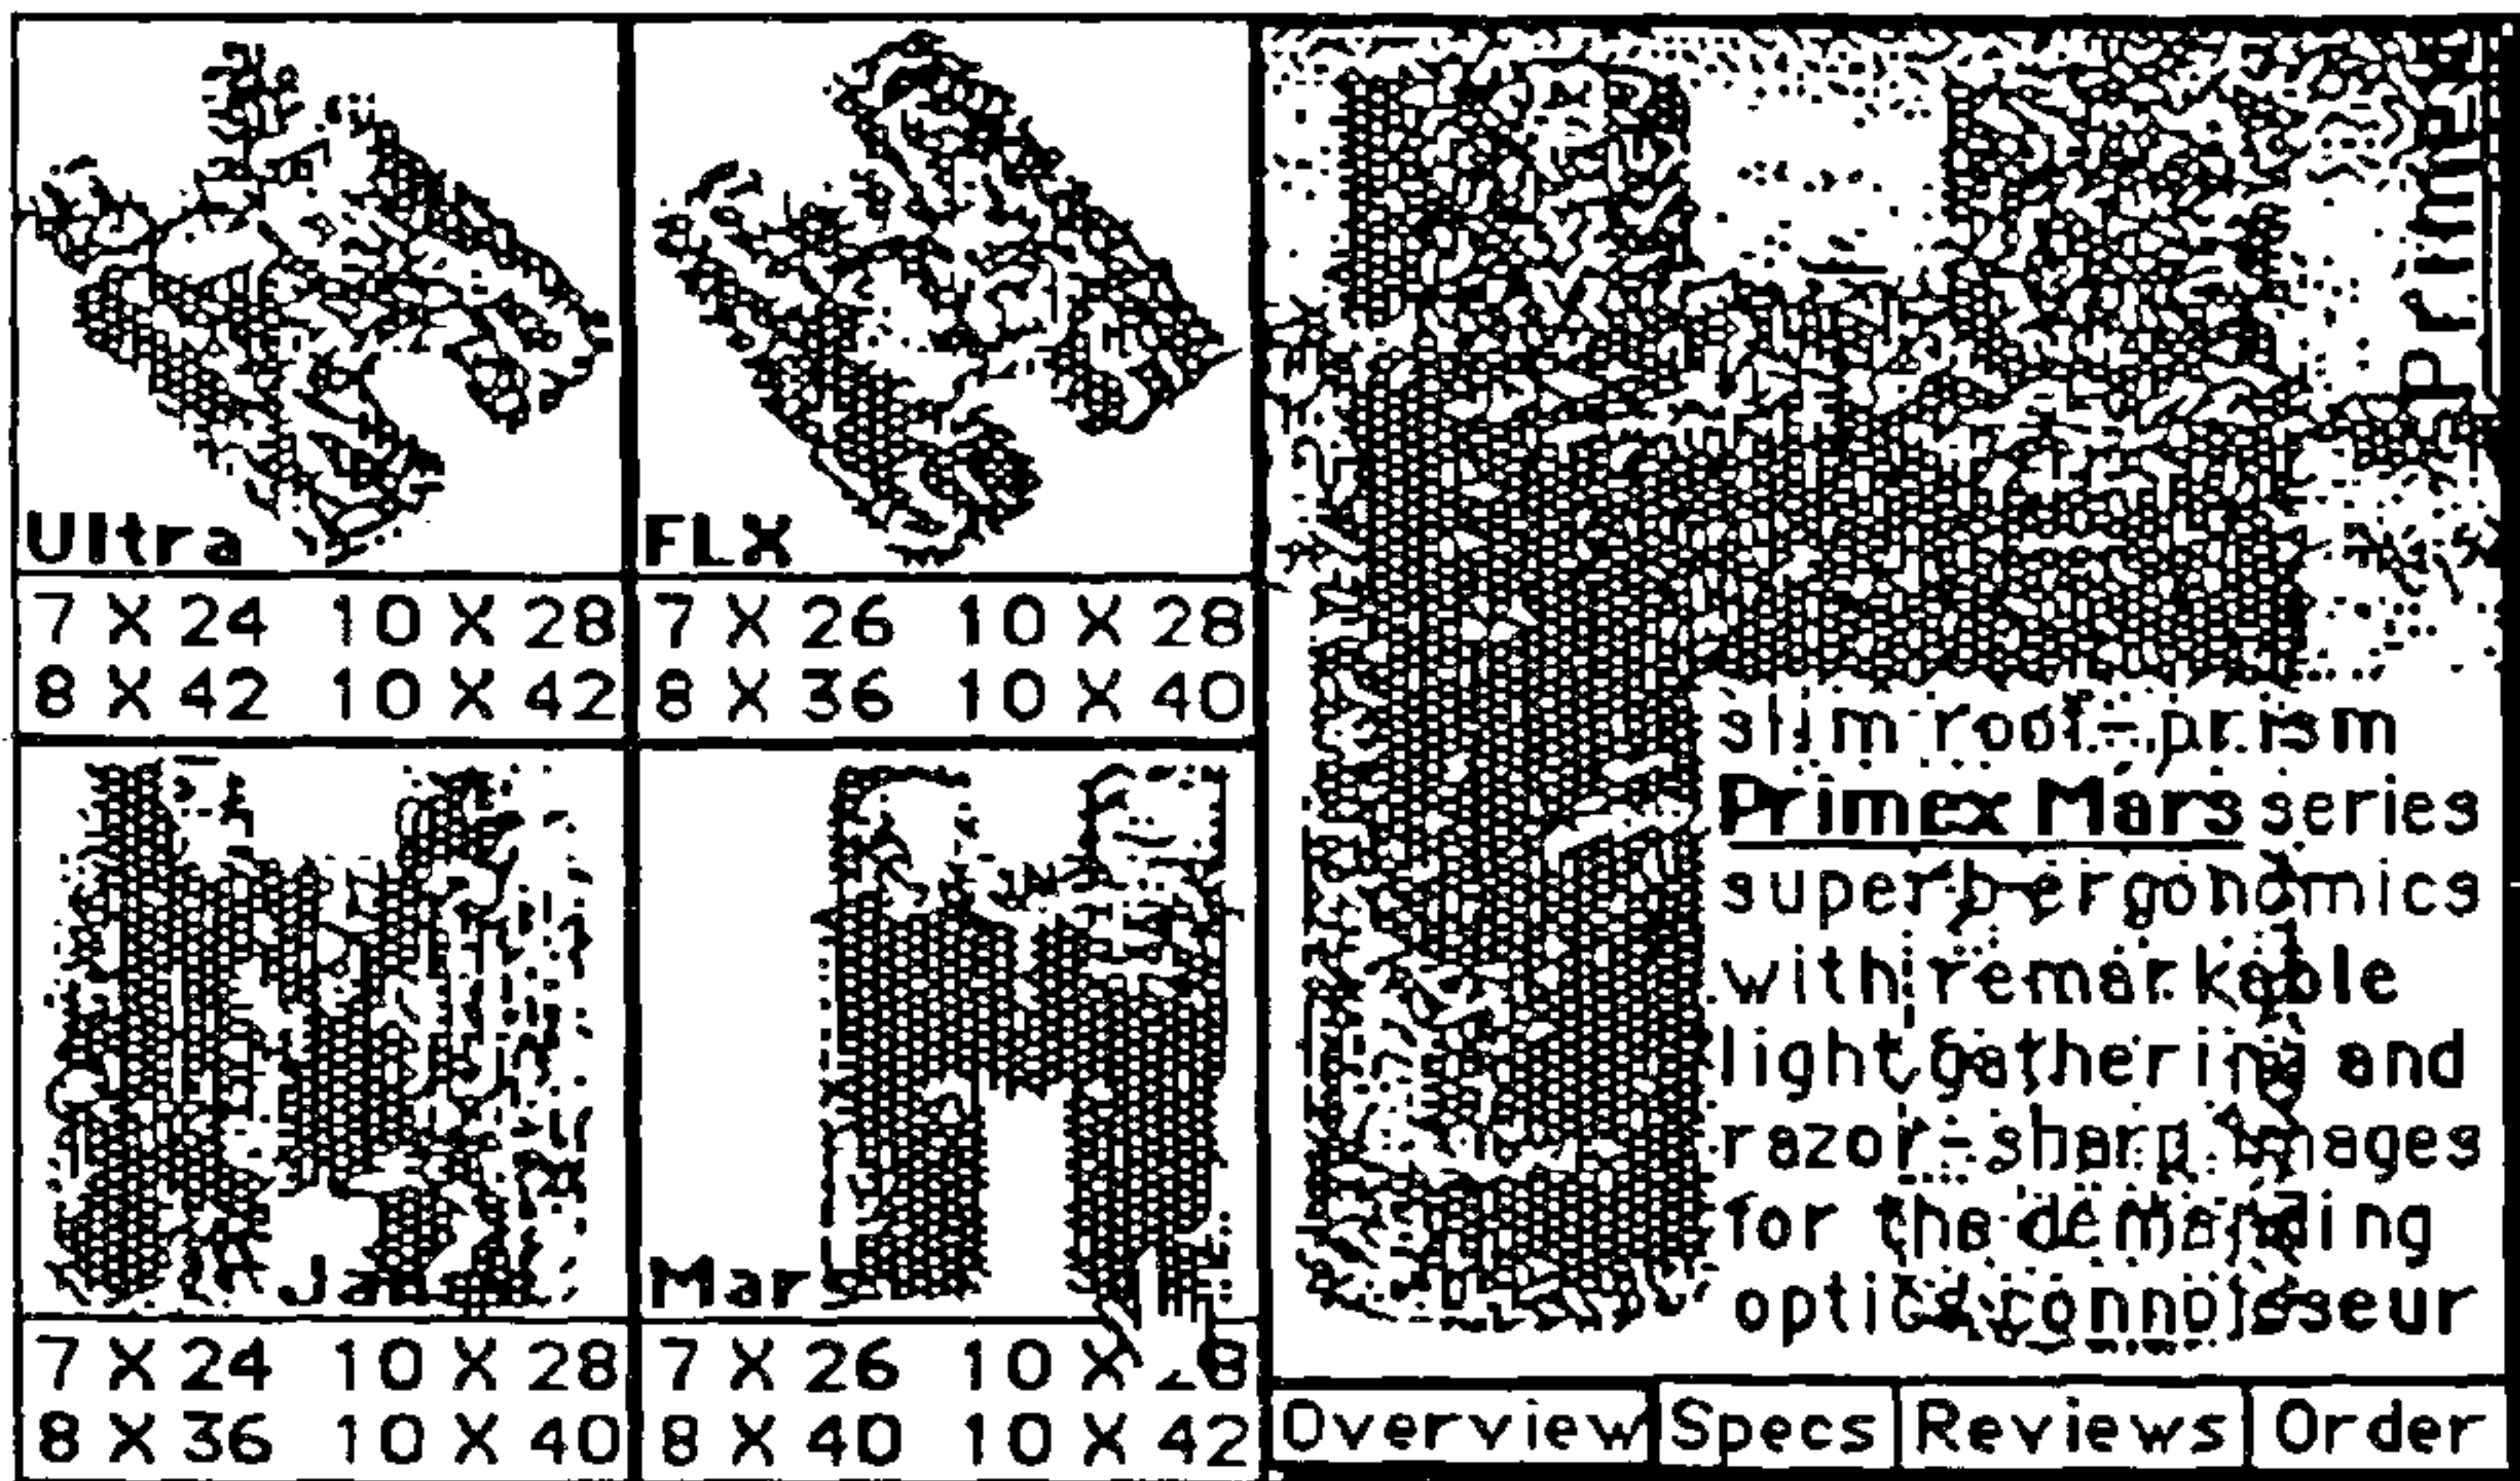 Ultra
7 X 24 10 X 28
8 X 42 10 X 42
FLX
7 X 26 10 X 28
8 X 36 10 X 40
7 X 24 10 X 28
8 X 36 10 X 40
Mars
7 X 26 10 X 28
8 X 40 10 X 42
slim roof-prism
Primex Mars series
superb ergonomics
with remarkable
light gathering and
razor-sharp images
for the demanding
optics connoisseur
Overview Specs Reviews Order